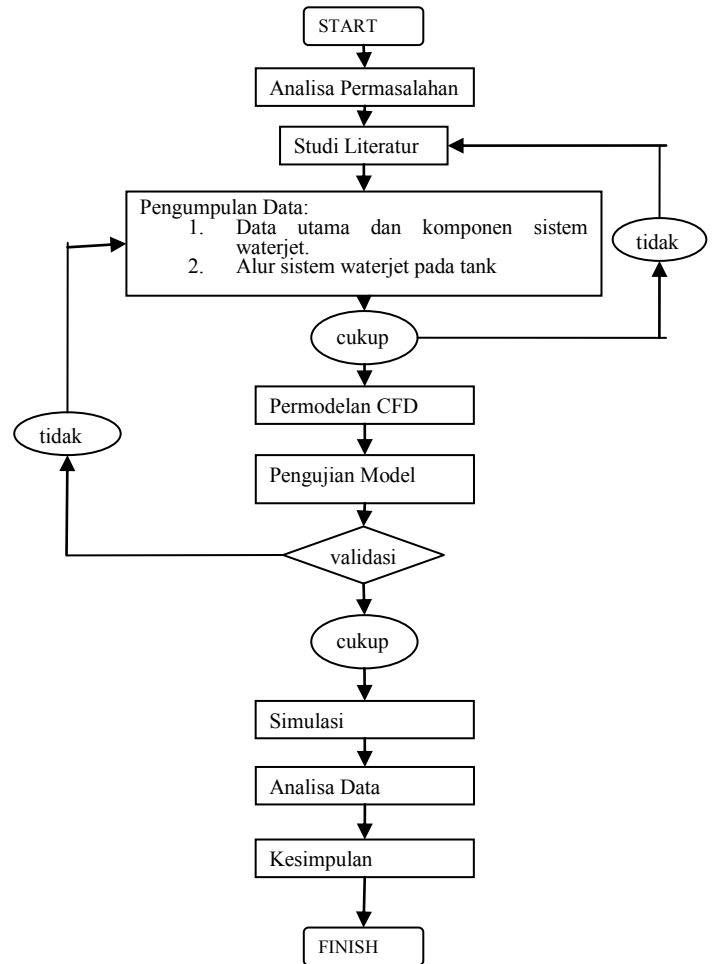 START
Analisa Permasalahan
Studi Literatur
Pengumpulan Data:
1. Data utama dan komponen sistem
waterjet.
2. Alur sistem waterjet pada tank
tidak
cukup
Permodelan CFD
tidak
Pengujian Model
validasi
cukup
Simulasi
Analisa Data
Kesimpulan
FINISH